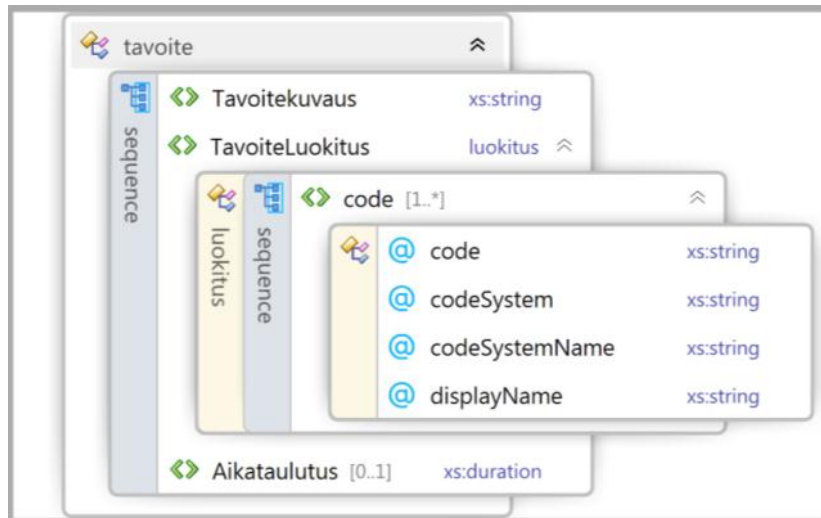 tavoite
Tavoitekuvaus xs:string
sequence
TavoiteLuokitus luokitus
luokitus
sequence
code [1..*]
@ code xs:string
@ codeSystem xs:string
@ codeSystemName xs:string
@ displayName xs:string
Aikataulutus [0..1] xs:duration